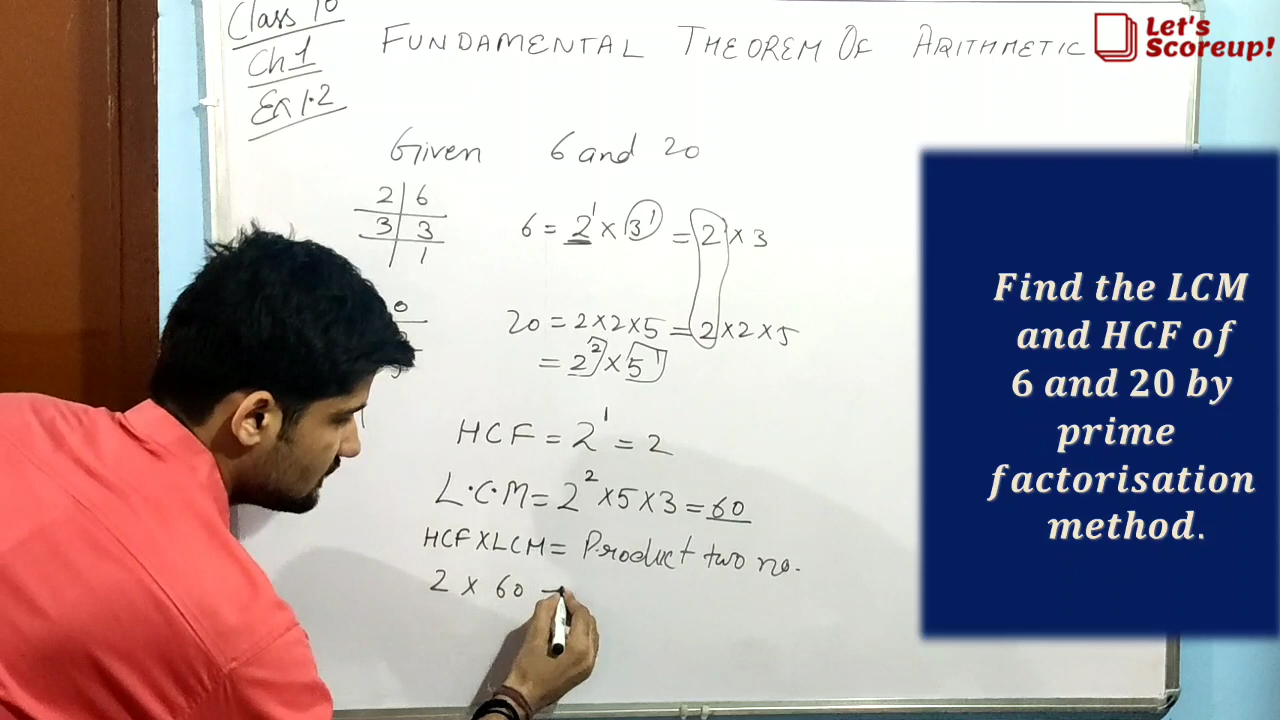 Class 10
Ch 1
Ex 1.2
FUNDAMENTAL THEOREM OF ARITHMETIC
Let's
Scoreup!
Given 6 and 20
2 | 6
3 | 3
| 1
6 = 2¹ × 3¹ = 2 × 3
0
20 = 2×2×5 = 2×2×5
= 2² × 5¹
HCF = 2¹ = 2
L.C.M = 2² × 5 × 3 = 60
HCF X LCM = Product two no.
2 × 60 =
Find the LCM
and HCF of
6 and 20 by
prime
factorisation
method.